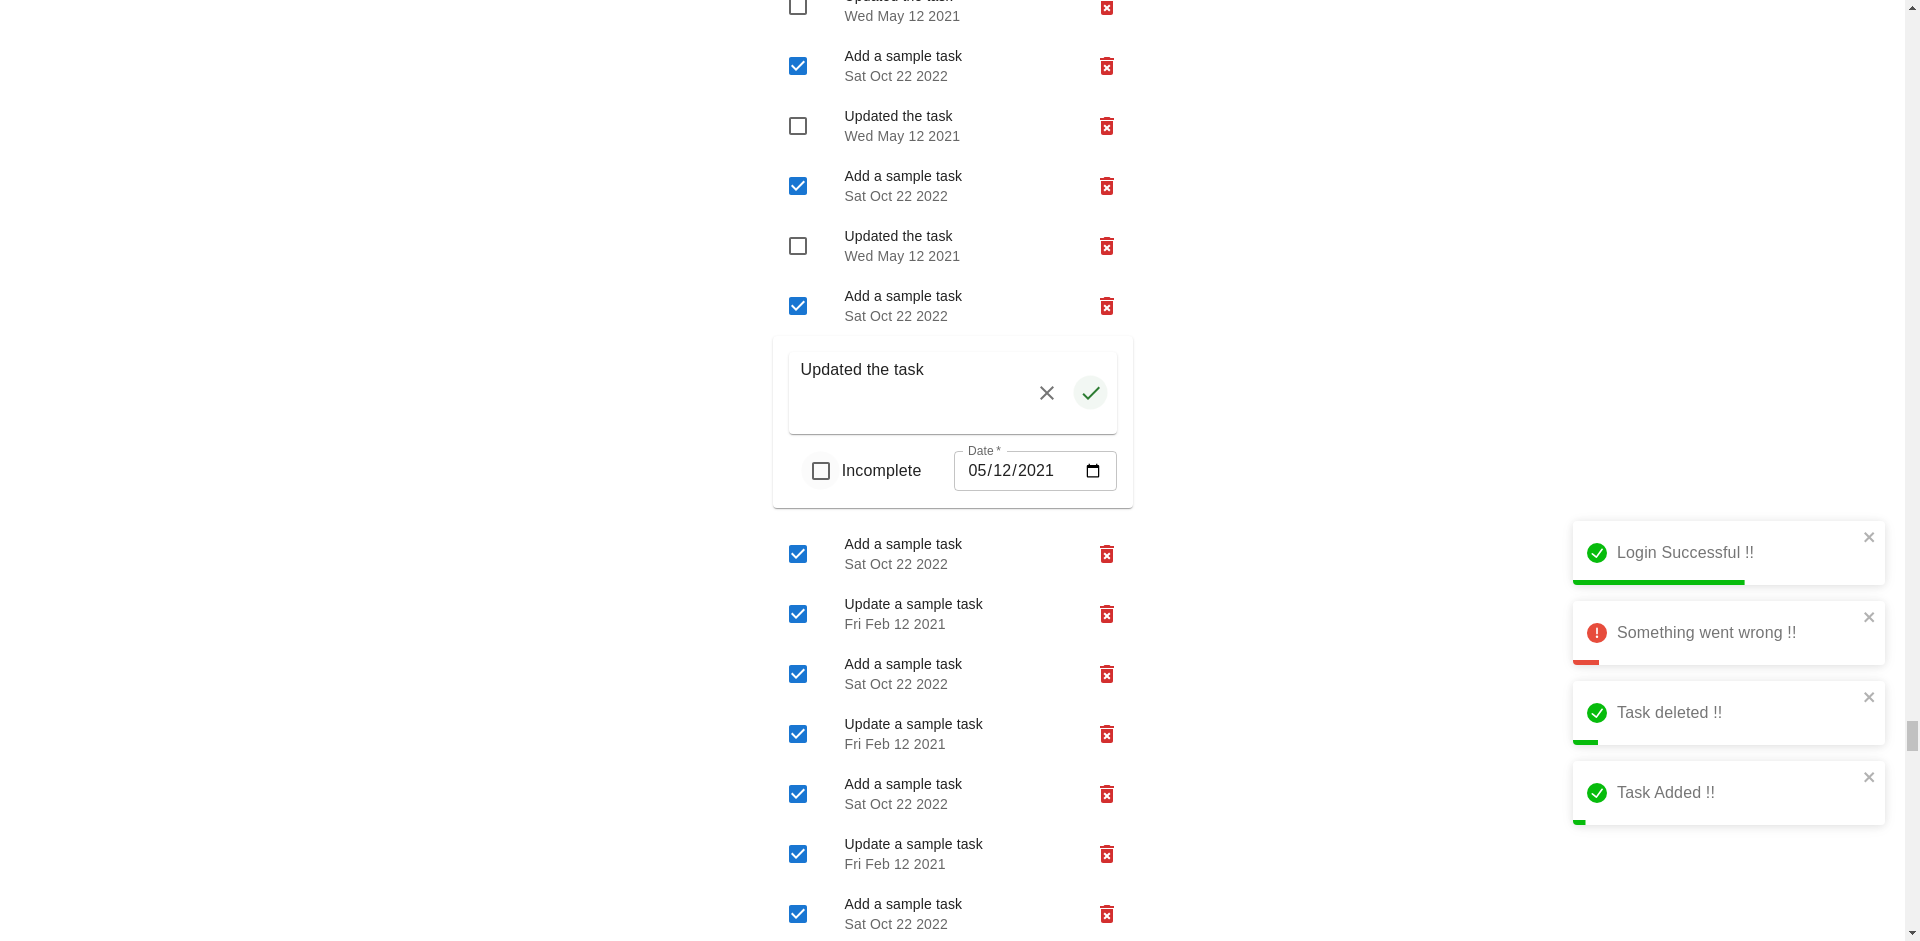 Updated the task
Wed May 12 2021
Add a sample task
Sat Oct 22 2022
Updated the task
Wed May 12 2021
Add a sample task
Sat Oct 22 2022
Updated the task
Wed May 12 2021
Add a sample task
Sat Oct 22 2022
Updated the task
Incomplete
Date *
05/12/2021
Add a sample task
Sat Oct 22 2022
Update a sample task
Fri Feb 12 2021
Add a sample task
Sat Oct 22 2022
Update a sample task
Fri Feb 12 2021
Add a sample task
Sat Oct 22 2022
Update a sample task
Fri Feb 12 2021
Add a sample task
Sat Oct 22 2022
Login Successful !!
Something went wrong !!
Task deleted !!
Task Added !!